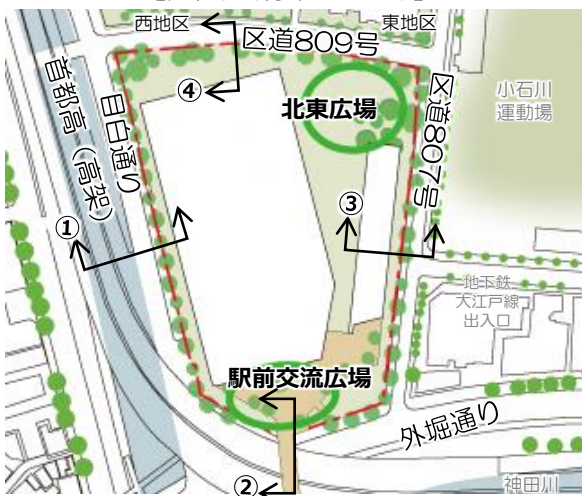 西地区
東地区
区道809号
④
北東広場
小石川
運動場
区道807号
目白通り
首都高（高架）
①
③
地下鉄
大江戸線
出入口
駅前交流広場
外堀通り
②
神田川